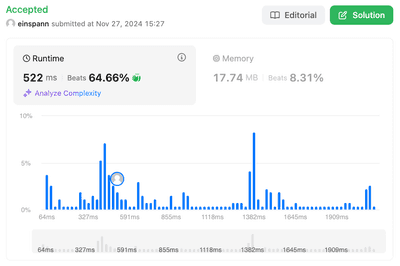 Accepted
einspann submitted at Nov 27, 2024 15:27
Editorial
Solution
Runtime
522 ms | Beats 64.66%
Analyze Complexity
Memory
17.74 MB | Beats 8.31%
10%
5%
0%
64ms 327ms 591ms 855ms 1118ms 1382ms 1645ms 1909ms
64ms 327ms 591ms 855ms 1118ms 1382ms 1645ms 1909ms